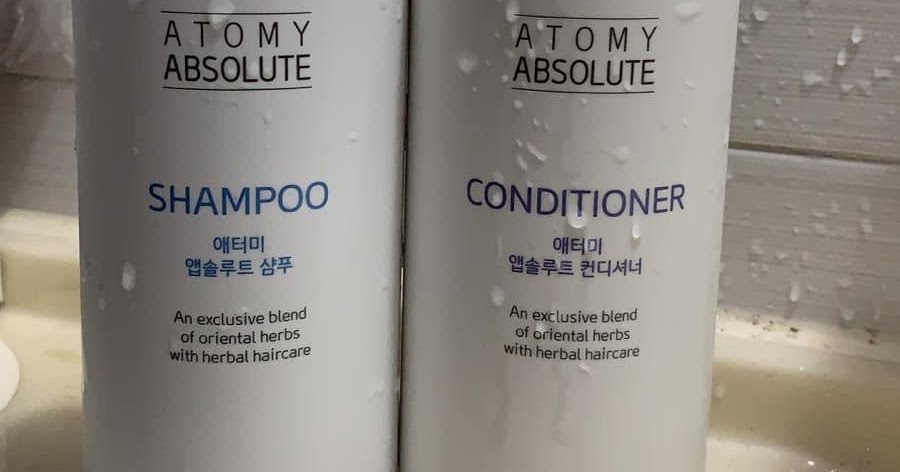 ATOMY
ABSOLUTE
SHAMPOO
애터미
앱솔루트 샴푸
An exclusive blend
of oriental herbs
with herbal haircare
ATOMY
ABSOLUTE
CONDITIONER
애터미
앱솔루트 컨디셔너
An exclusive blend
of oriental herbs
with herbal haircare